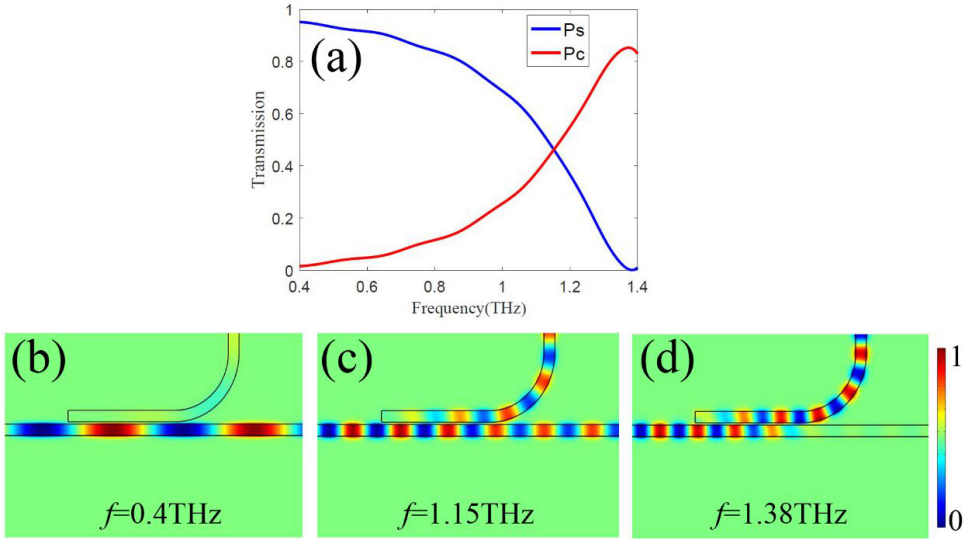 1
0.8
0.6
0.4
0.2
0
Transmission
(a)
Ps
Pc
0.4
0.6
0.8
1
1.2
1.4
Frequency(THz)
(b)
(c)
(d)
1
0
f=0.4THz
f=1.15THz
f=1.38THz